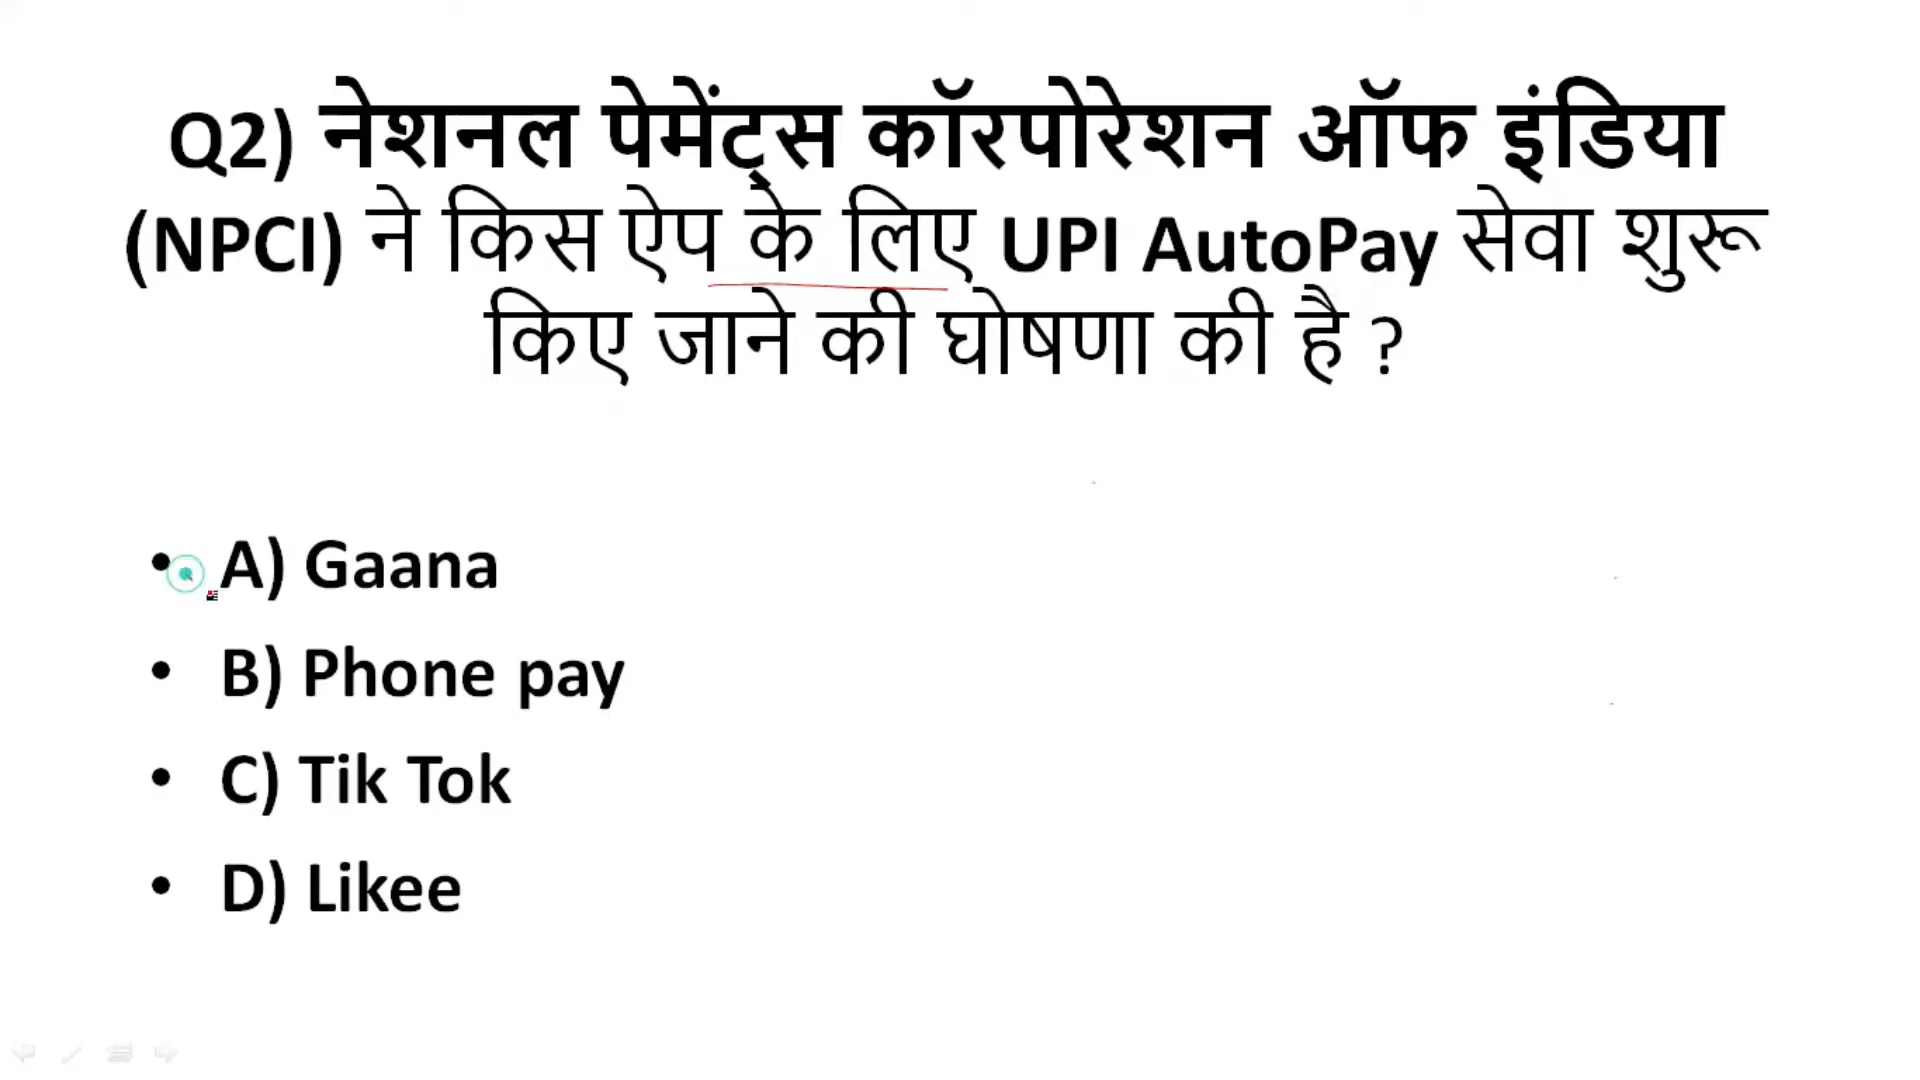 Q2) नेशनल पेमेंट्स कॉरपोरेशन ऑफ इंडिया
(NPCI) ने किस ऐप के लिए UPI AutoPay सेवा शुरू
किए जाने की घोषणा की है ?
• A) Gaana
• B) Phone pay
• C) Tik Tok
• D) Likee